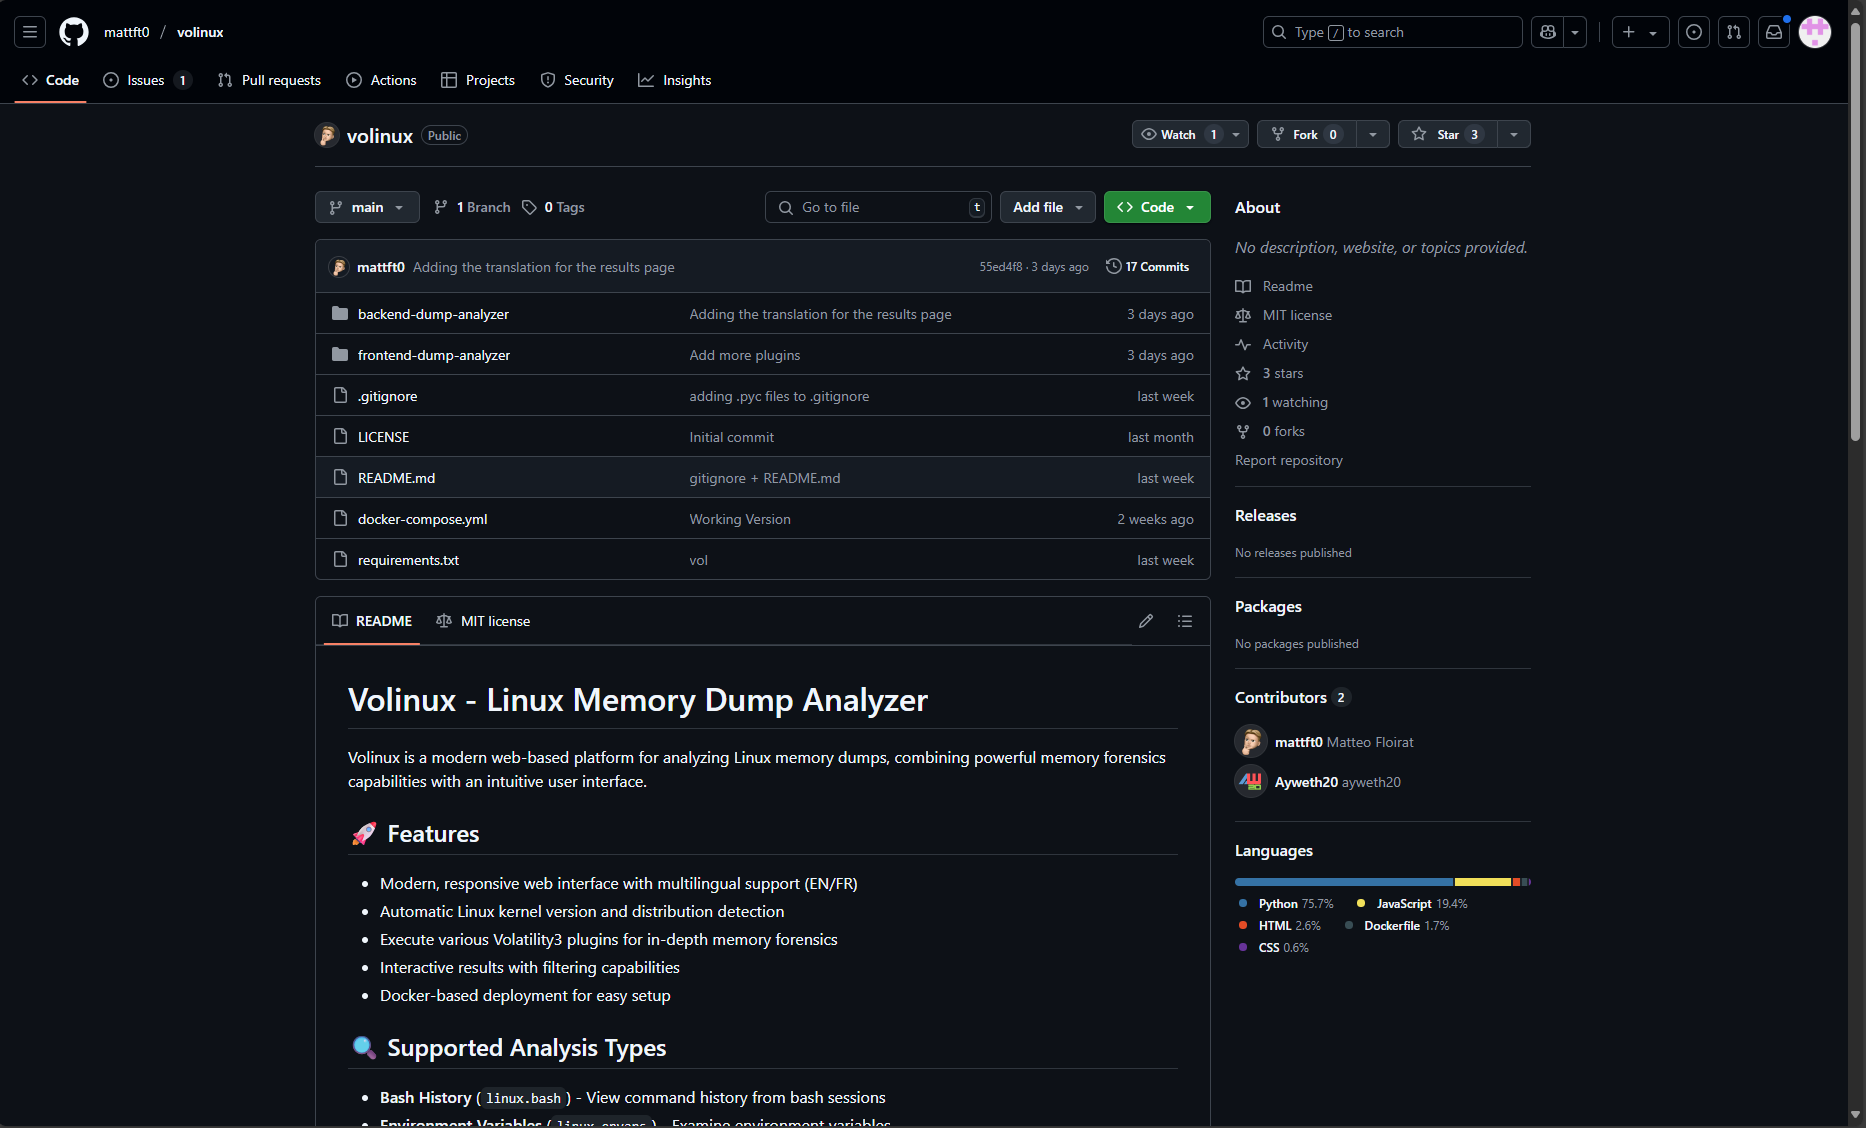 mattft0 / volinux
Type / to search
Code
Issues 1
Pull requests
Actions
Projects
Security
Insights
volinux Public
Watch 1
Fork 0
Star 3
main
1 Branch
0 Tags
Go to file t
Add file
Code
mattft0 Adding the translation for the results page 55ed4f8 · 3 days ago 17 Commits
backend-dump-analyzer Adding the translation for the results page 3 days ago
frontend-dump-analyzer Add more plugins 3 days ago
.gitignore adding .pyc files to .gitignore last week
LICENSE Initial commit last month
README.md gitignore + README.md last week
docker-compose.yml Working Version 2 weeks ago
requirements.txt vol last week
README
MIT license
Volinux - Linux Memory Dump Analyzer
Volinux is a modern web-based platform for analyzing Linux memory dumps, combining powerful memory forensics
capabilities with an intuitive user interface.
🚀 Features
• Modern, responsive web interface with multilingual support (EN/FR)
• Automatic Linux kernel version and distribution detection
• Execute various Volatility3 plugins for in-depth memory forensics
• Interactive results with filtering capabilities
• Docker-based deployment for easy setup
🔍 Supported Analysis Types
• Bash History (linux.bash) - View command history from bash sessions
• Environment Variables (linux.envars) - Examine environment variables
About
No description, website, or topics provided.
Readme
MIT license
Activity
3 stars
1 watching
0 forks
Report repository
Releases
No releases published
Packages
No packages published
Contributors 2
mattft0 Matteo Floirat
Ayweth20 ayweth20
Languages
Python 75.7% JavaScript 19.4%
HTML 2.6% Dockerfile 1.7%
CSS 0.6%